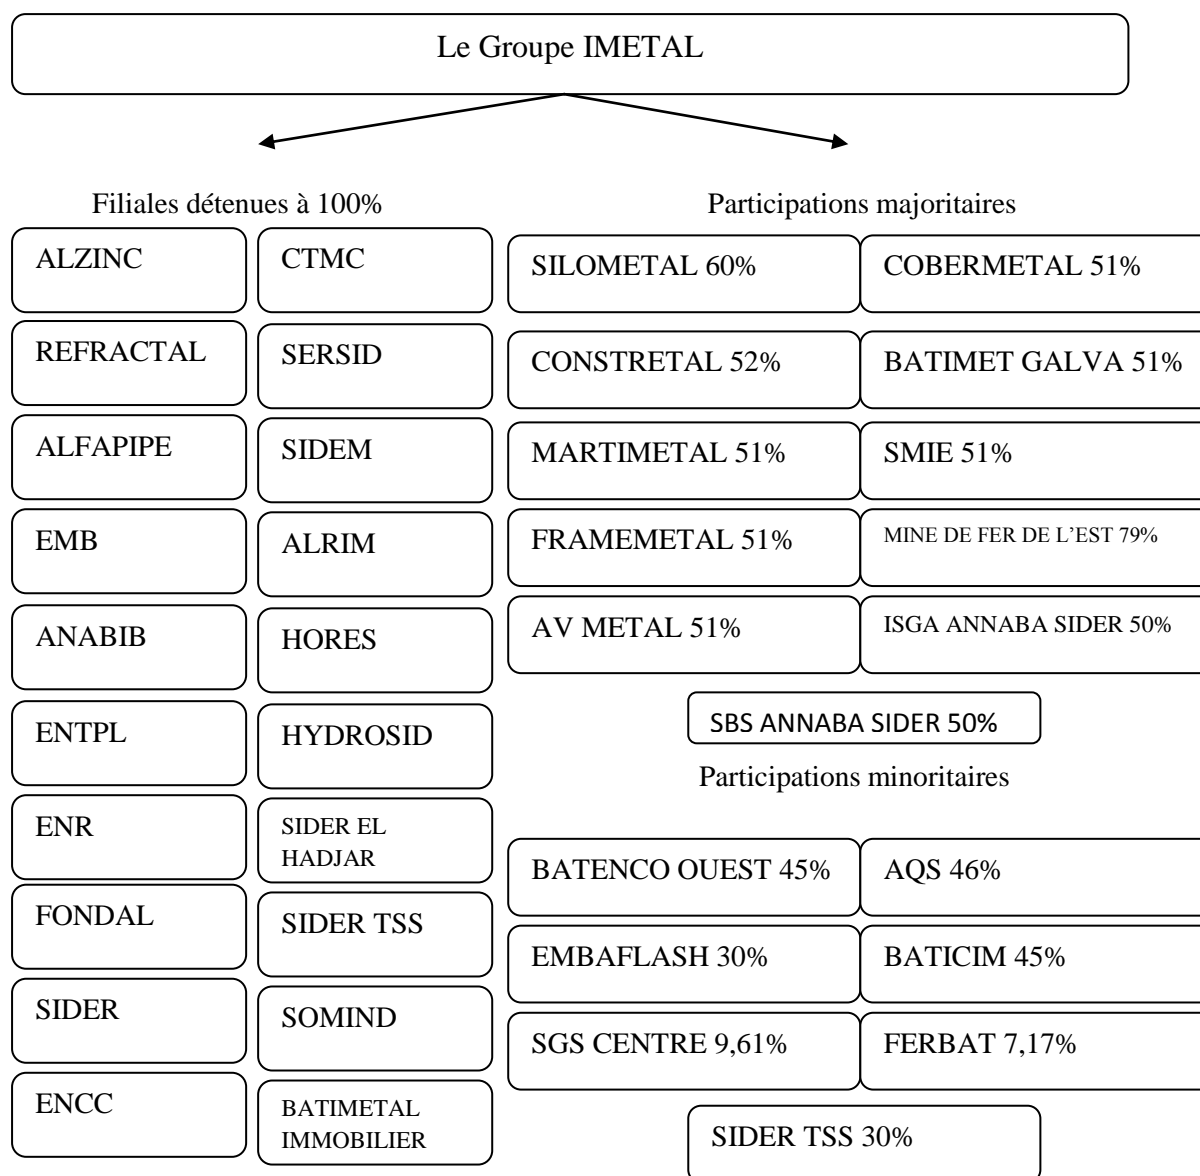 Le Groupe IMETAL
Filiales détenues à 100%
ALZINC
CTMC
REFRACTAL
SERSID
ALFAPIPE
SIDEM
EMB
ALRIM
ANABIB
HORES
ENTPL
HYDROSID
ENR
SIDER EL
HADJAR
FONDAL
SIDER TSS
SIDER
SOMIND
ENCC
BATIMETAL
IMMOBILIER
Participations majoritaires
SILOMETAL 60%
COBERMETAL 51%
CONSTRETAL 52%
BATIMET GALVA 51%
MARTIMETAL 51%
SMIE 51%
FRAMEMETAL 51%
MINE DE FER DE L’EST 79%
AV METAL 51%
ISGA ANNABA SIDER 50%
SBS ANNABA SIDER 50%
Participations minoritaires
BATENCO OUEST 45%
AQS 46%
EMBAFLASH 30%
BATICIM 45%
SGS CENTRE 9,61%
FERBAT 7,17%
SIDER TSS 30%